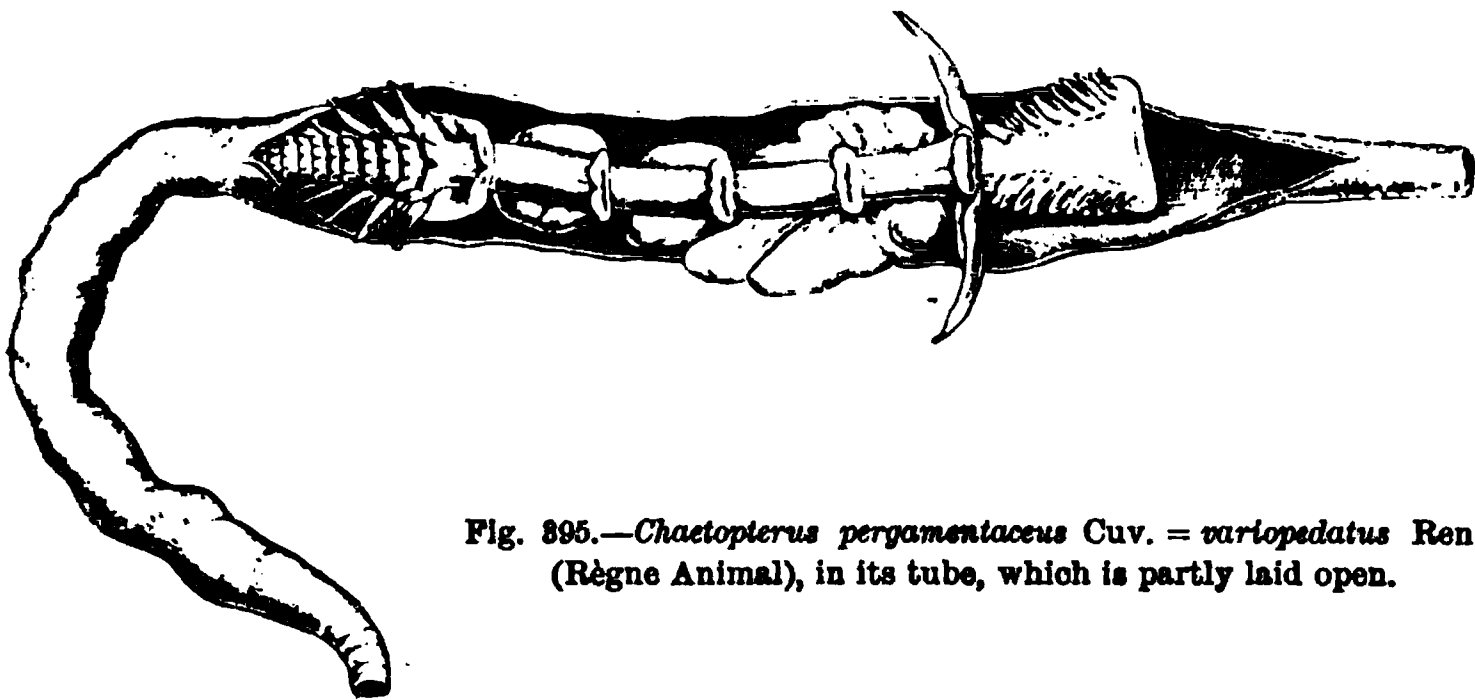 Fig. 395.—Chaetopterus pergamentaceus Cuv. = variopedatus Ren
(Règne Animal), in its tube, which is partly laid open.